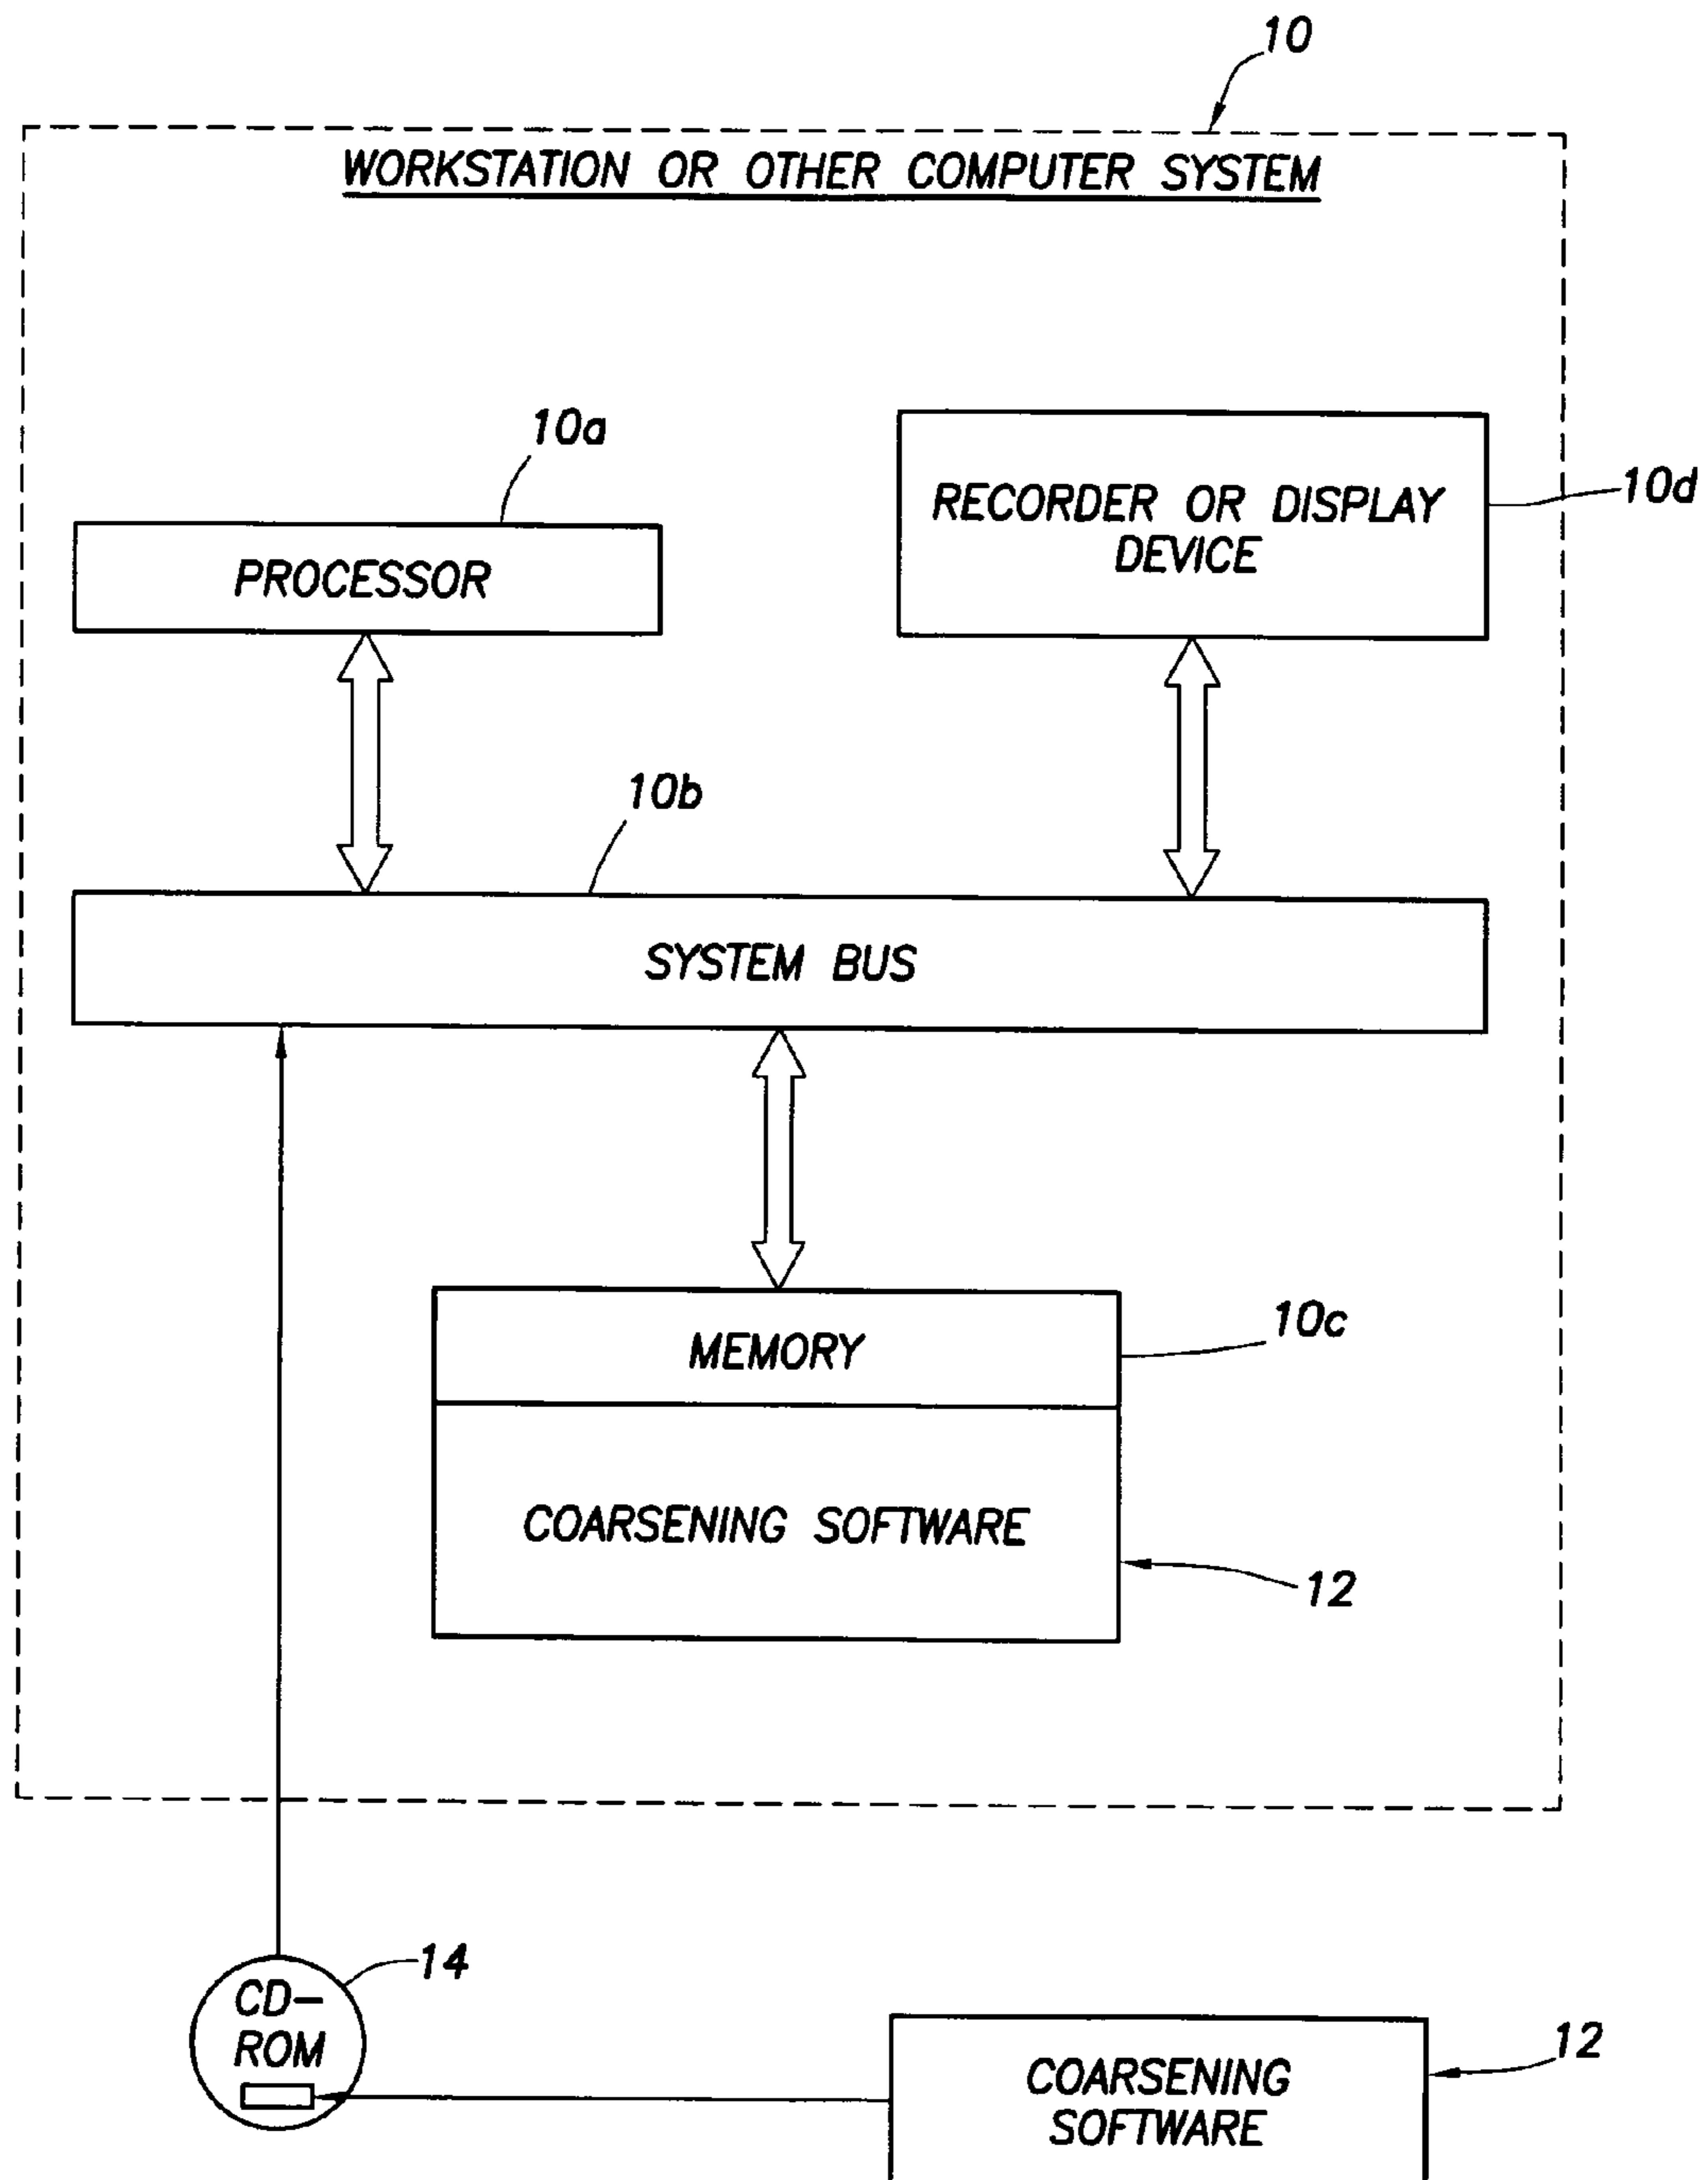 10
WORKSTATION OR OTHER COMPUTER SYSTEM
10a
PROCESSOR
RECORDER OR DISPLAY
DEVICE
10d
10b
SYSTEM BUS
MEMORY
10c
COARSENING SOFTWARE
12
14
CD-
ROM
COARSENING
SOFTWARE
12